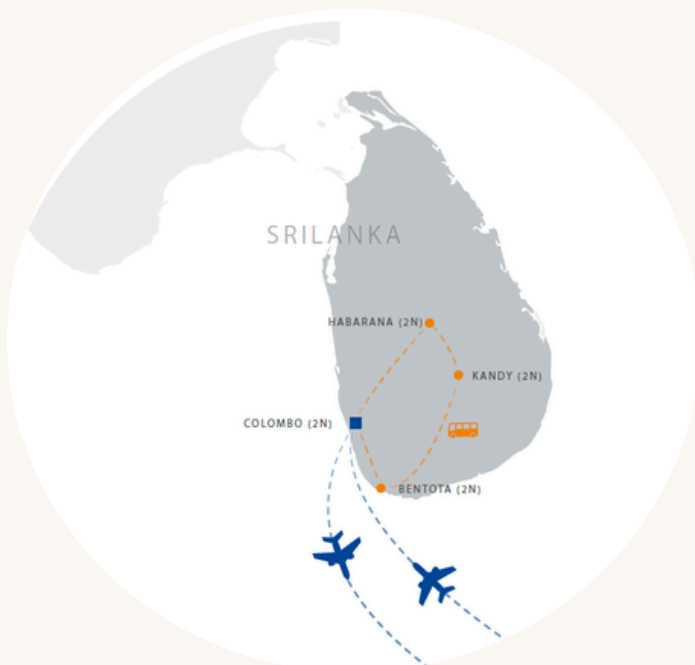 SRILANKA
HABARANA (2N)
KANDY (2N)
COLOMBO (2N)
BENTOTA (2N)